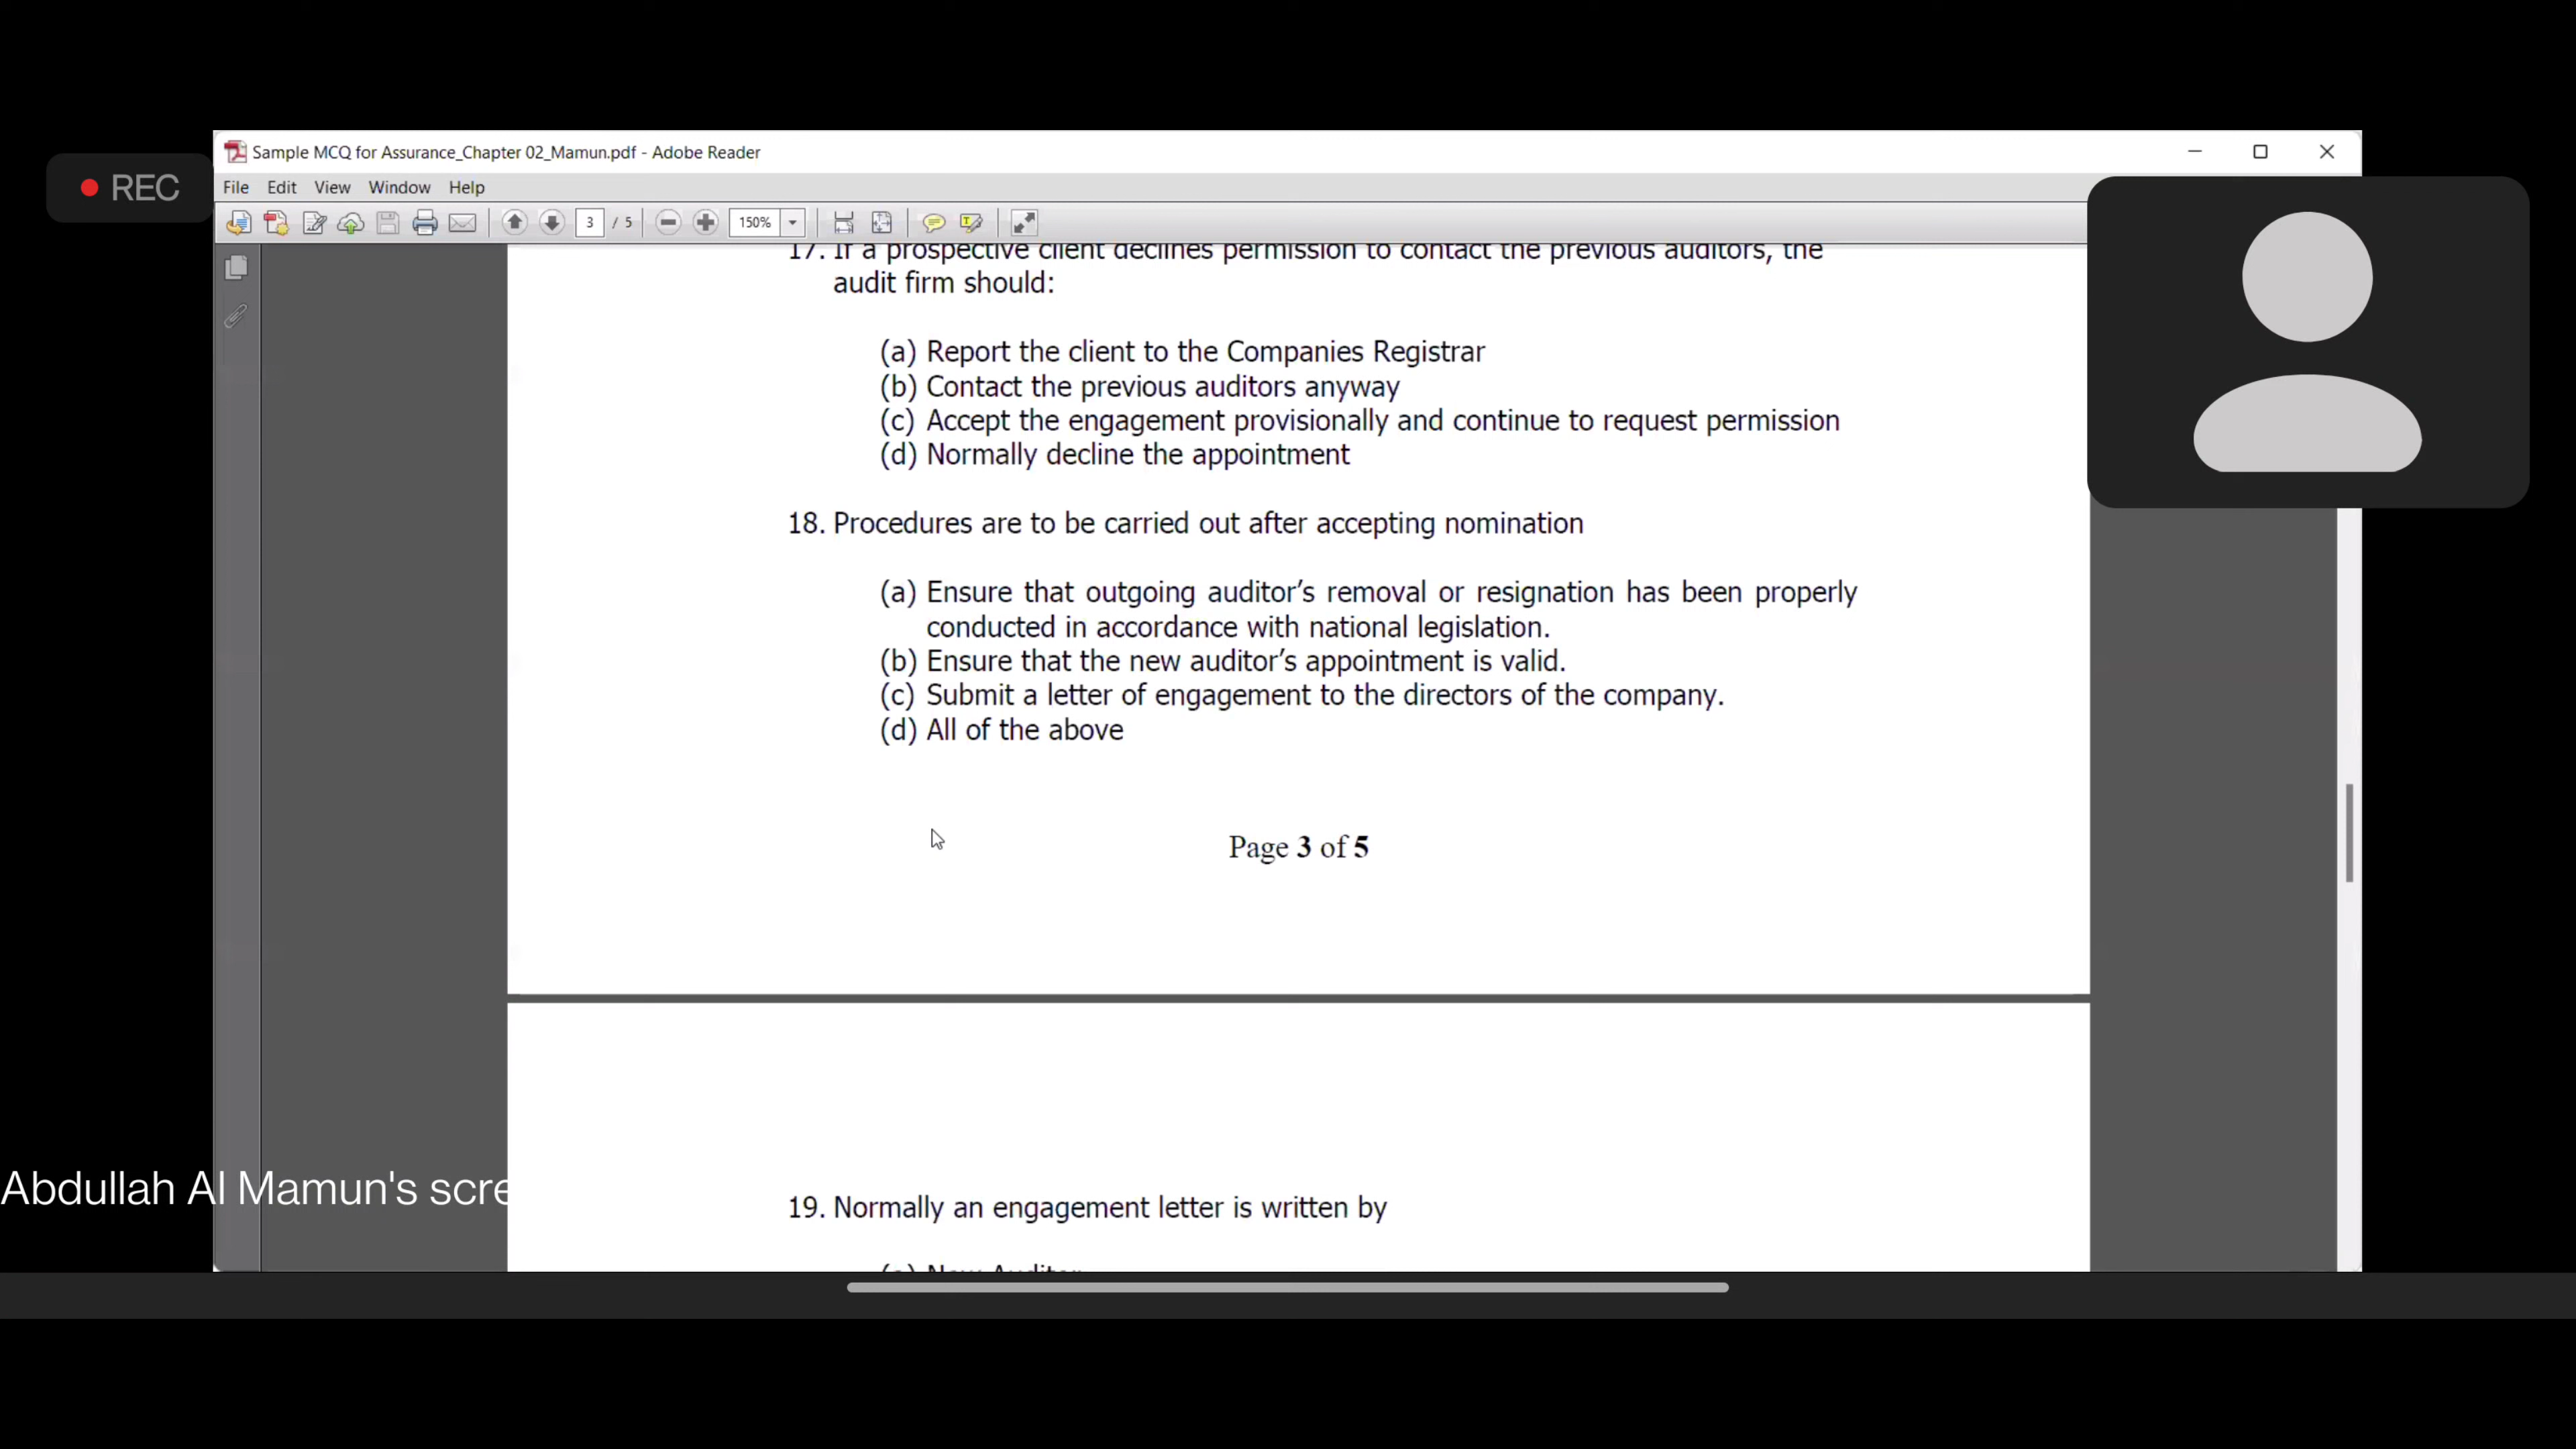 Sample MCQ for Assurance_Chapter 02_Mamun.pdf - Adobe Reader
REC
File Edit View Window Help
3 / 5 150%
17. If a prospective client declines permission to contact the previous auditors, the
audit firm should:
(a) Report the client to the Companies Registrar
(b) Contact the previous auditors anyway
(c) Accept the engagement provisionally and continue to request permission
(d) Normally decline the appointment
18. Procedures are to be carried out after accepting nomination
(a) Ensure that outgoing auditor’s removal or resignation has been properly
conducted in accordance with national legislation.
(b) Ensure that the new auditor’s appointment is valid.
(c) Submit a letter of engagement to the directors of the company.
(d) All of the above
Page 3 of 5
Abdullah Al Mamun's scre
19. Normally an engagement letter is written by
(a) New Auditor